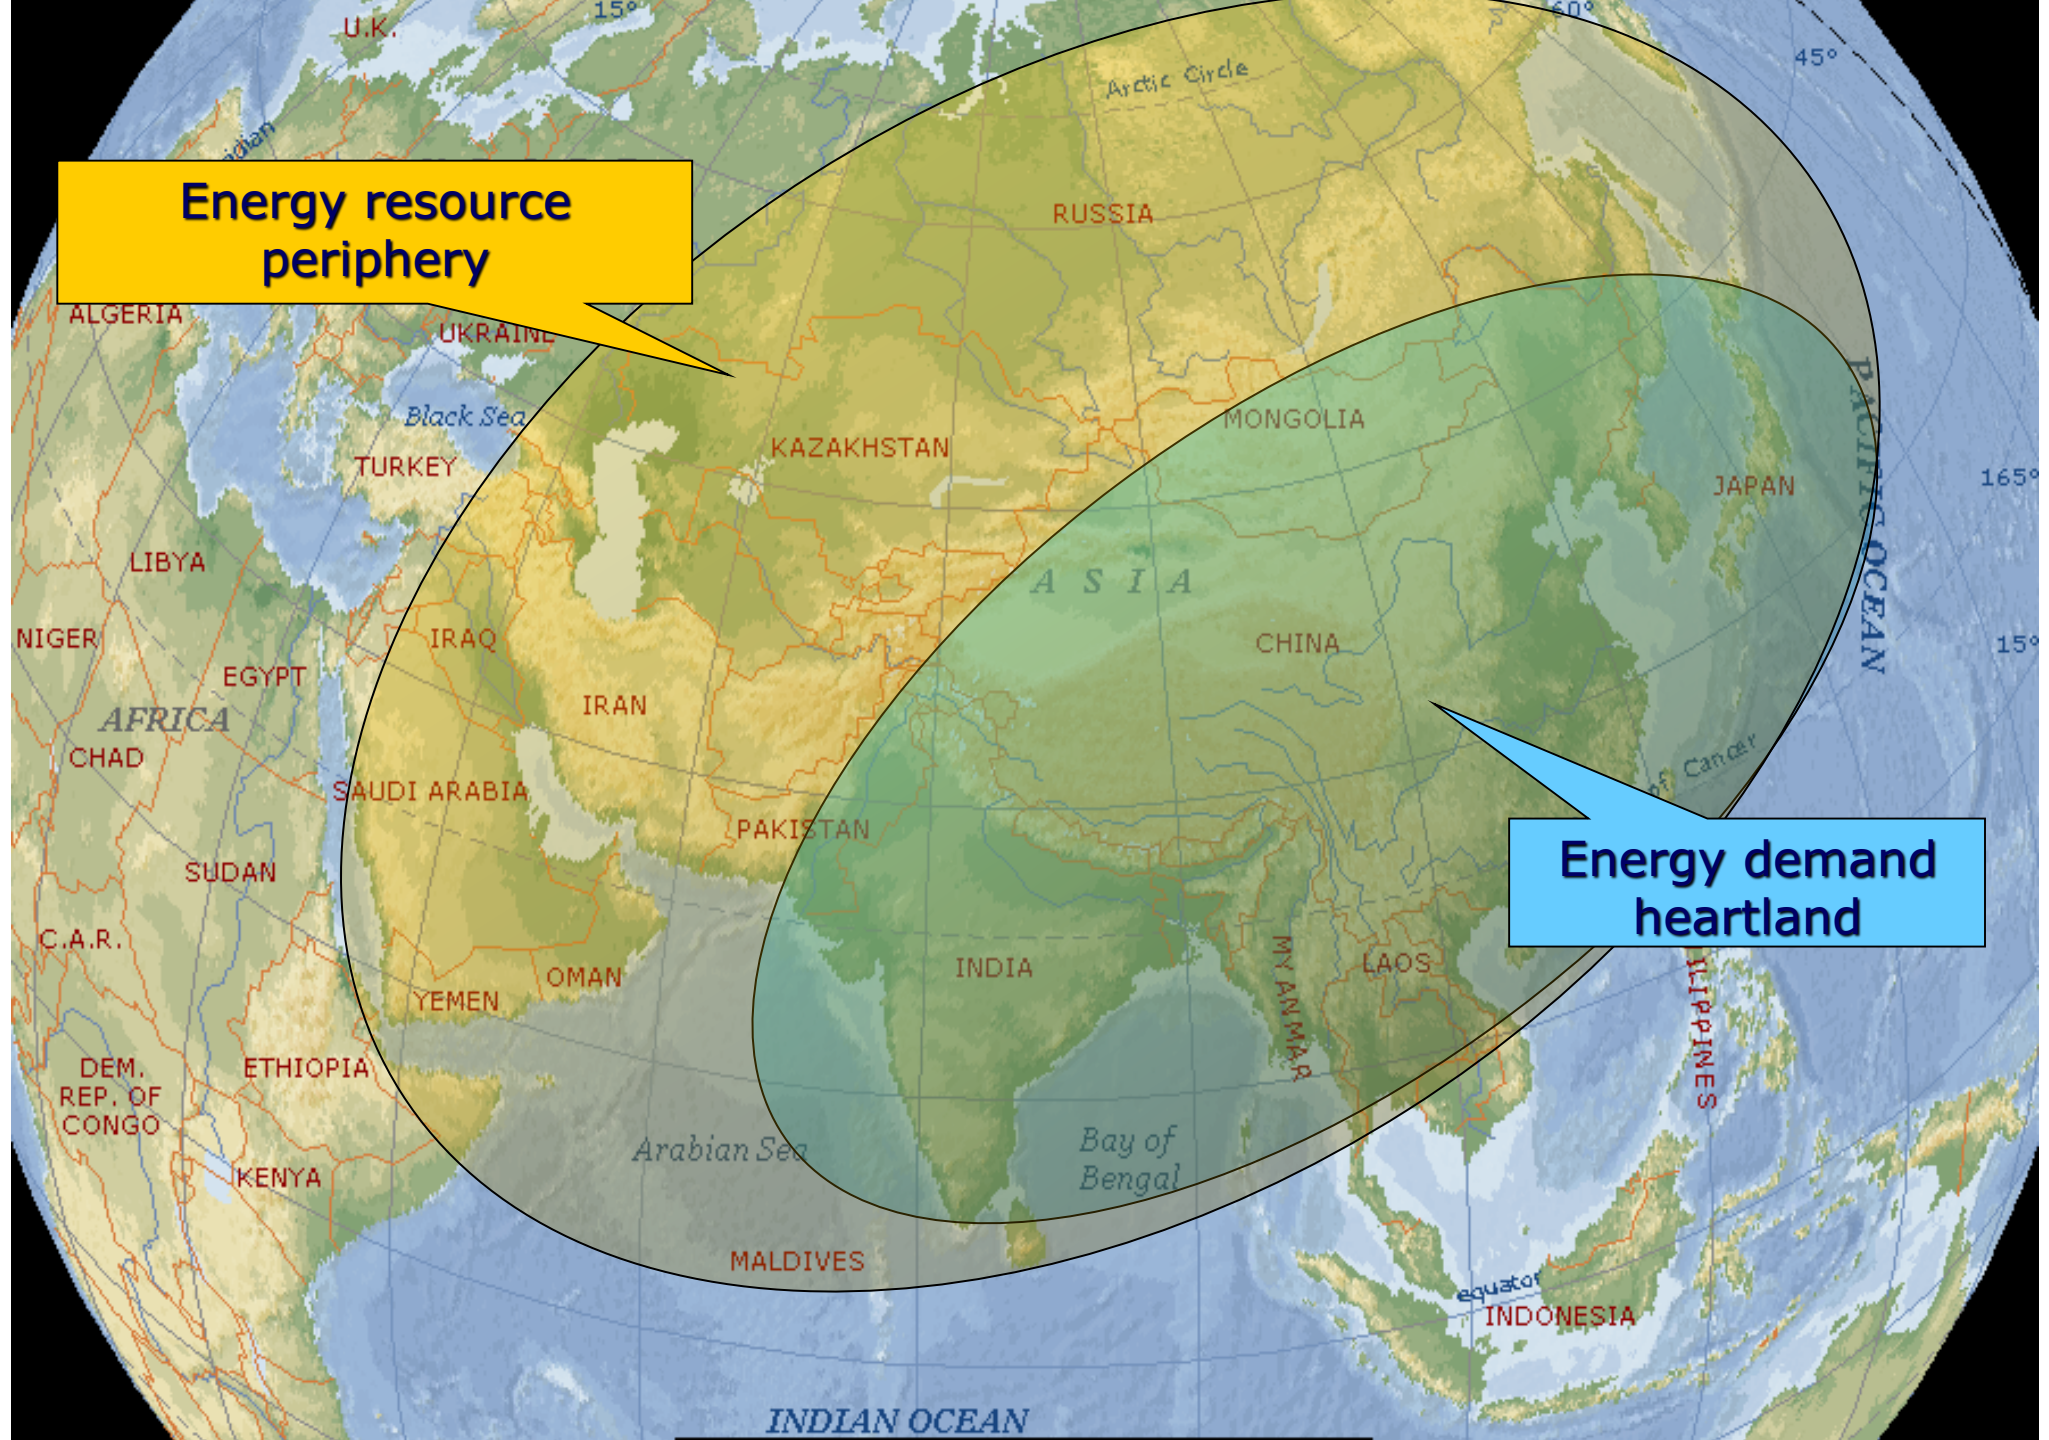 15°
60°
U.K.
45°
Arctic Circle
idian
Energy resource
periphery
RUSSIA
ALGERIA
UKRAINE
Black Sea
MONGOLIA
KAZAKHSTAN
TURKEY
JAPAN
165°
PACIFIC OCEAN
LIBYA
ASIA
NIGER
IRAQ
CHINA
15°
EGYPT
IRAN
AFRICA
CHAD
of Cancer
SAUDI ARABIA
PAKISTAN
Energy demand
heartland
SUDAN
C.A.R.
INDIA
LAOS
MYANMAR
OMAN
YEMEN
ILIPPINES
DEM.
REP. OF
CONGO
ETHIOPIA
Arabian Sea
Bay of
Bengal
KENYA
MALDIVES
equator
INDONESIA
INDIAN OCEAN